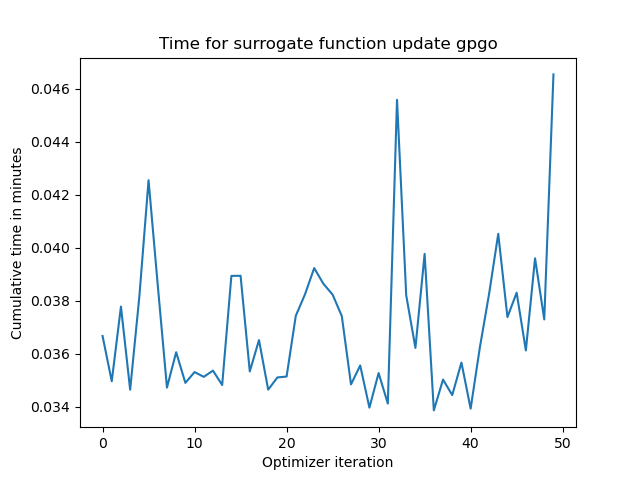 Time for surrogate function update gpgo
0.046
0.044
0.042
0.040
0.038
0.036
0.034
Cumulative time in minutes
0 10 20 30 40 50
Optimizer iteration